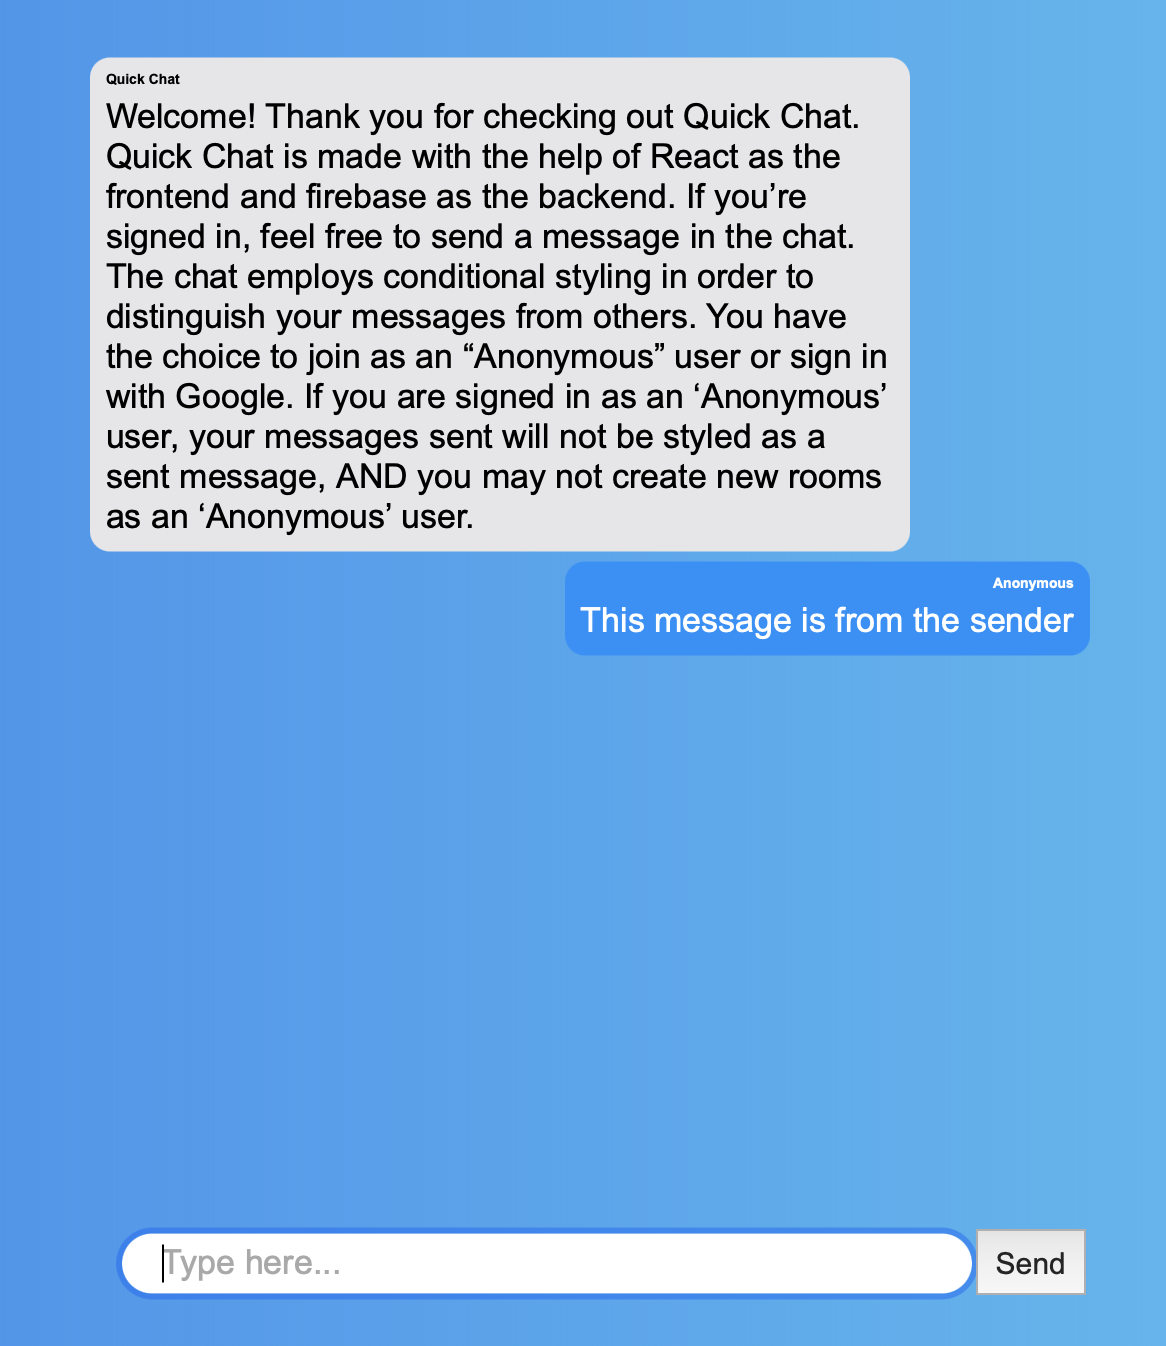 Quick Chat
Welcome! Thank you for checking out Quick Chat.
Quick Chat is made with the help of React as the
frontend and firebase as the backend. If you’re
signed in, feel free to send a message in the chat.
The chat employs conditional styling in order to
distinguish your messages from others. You have
the choice to join as an “Anonymous” user or sign in
with Google. If you are signed in as an ‘Anonymous’
user, your messages sent will not be styled as a
sent message, AND you may not create new rooms
as an ‘Anonymous’ user.
Anonymous
This message is from the sender
Type here...
Send